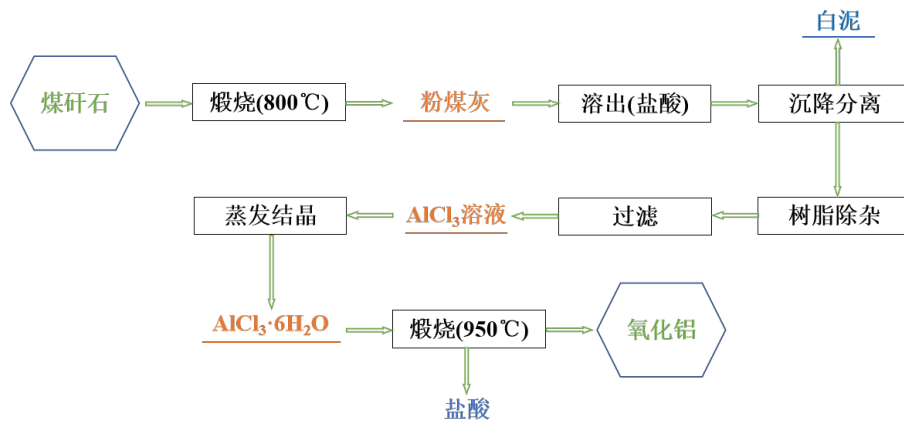 白泥
煤矸石
煅烧(800℃)
粉煤灰
溶出(盐酸)
沉降分离
蒸发结晶
AlCl₃溶液
过滤
树脂除杂
AlCl₃·6H₂O
煅烧(950℃)
氧化铝
盐酸